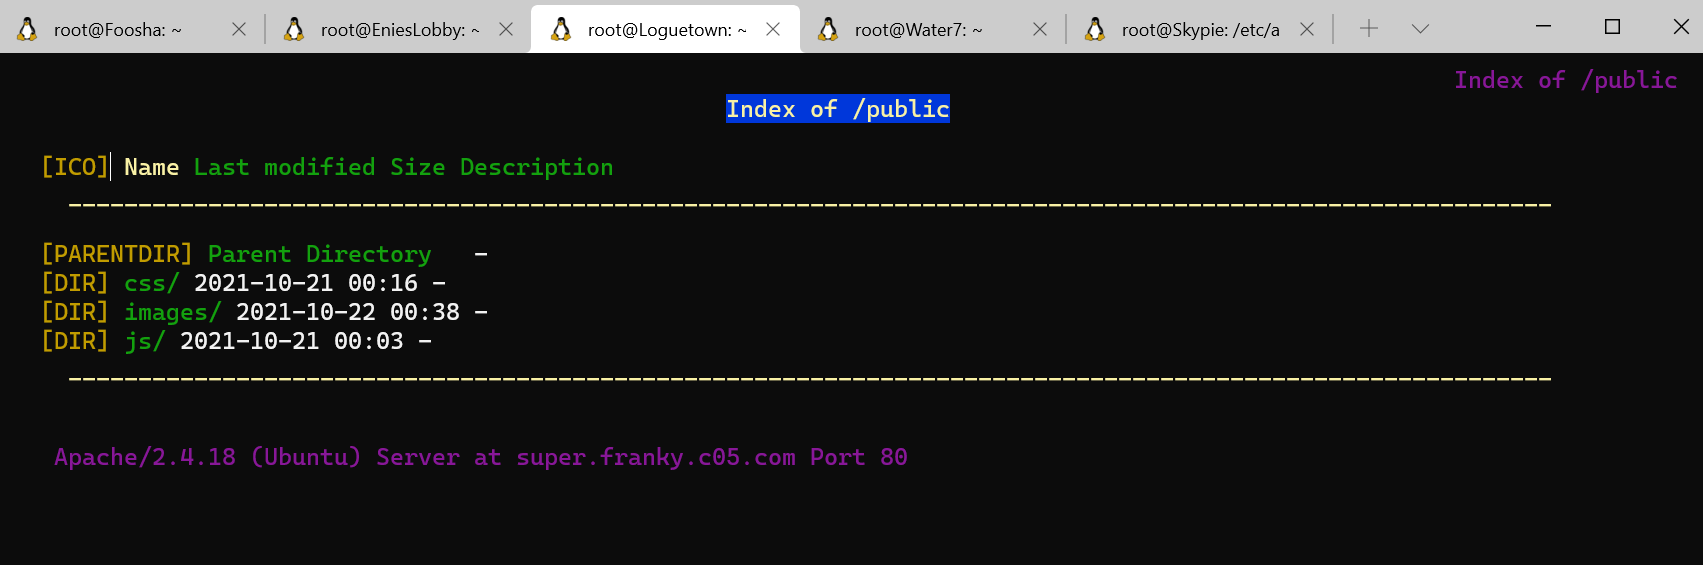 root@Foosha: ~ root@EniesLobby: ~ root@Loguetown: ~ root@Water7: ~ root@Skypie: /etc/a
Index of /public
Index of /public
[ICO] Name Last modified Size Description
[PARENTDIR] Parent Directory -
[DIR] css/ 2021-10-21 00:16 -
[DIR] images/ 2021-10-22 00:38 -
[DIR] js/ 2021-10-21 00:03 -
Apache/2.4.18 (Ubuntu) Server at super.franky.c05.com Port 80